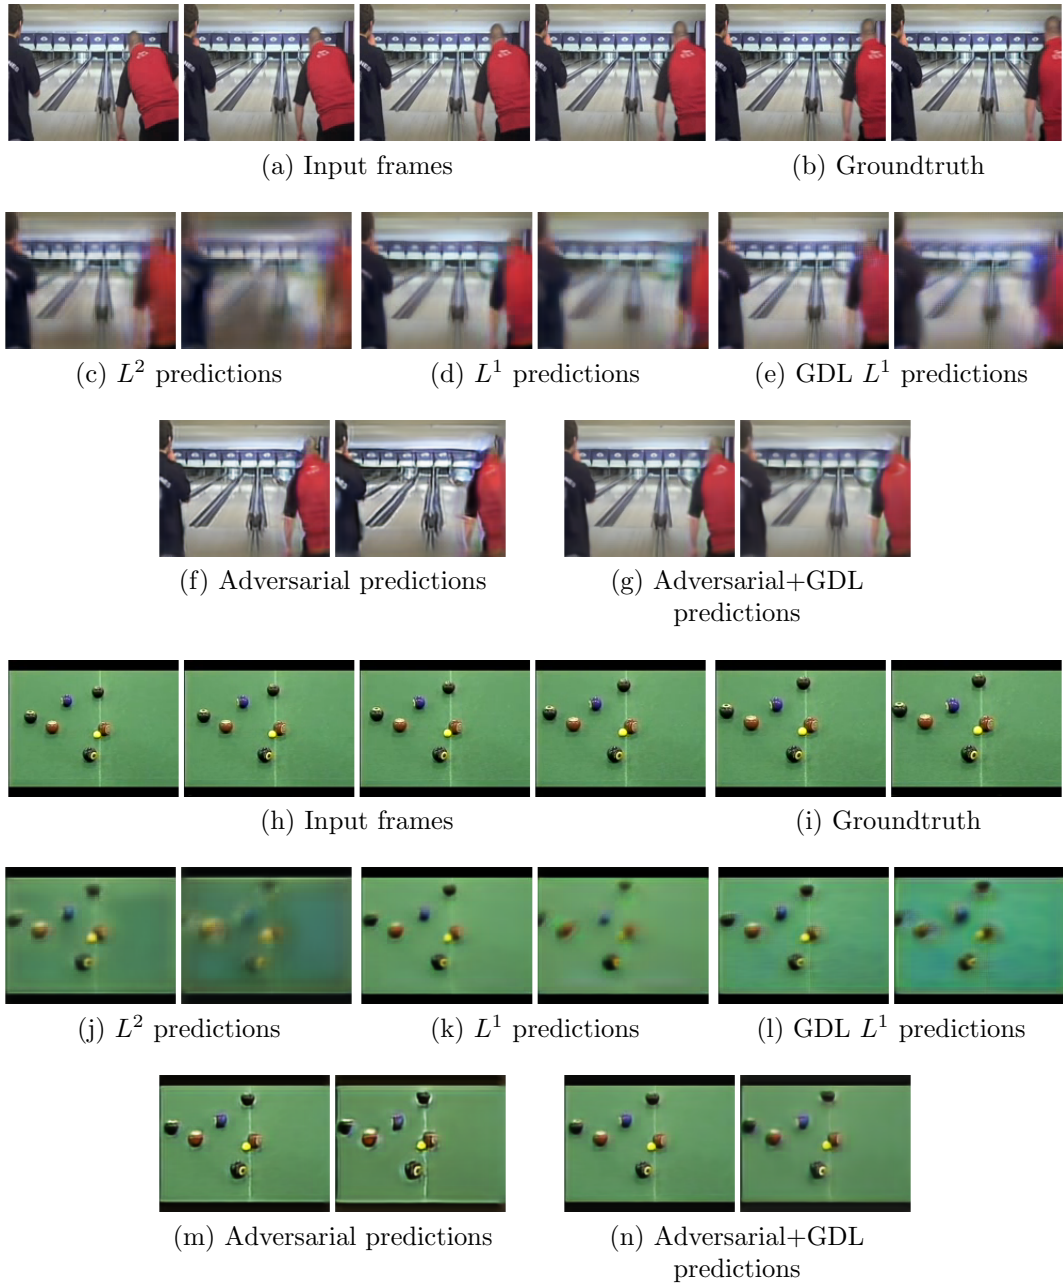 (a) Input frames
(b) Groundtruth
(c) L² predictions
(d) L¹ predictions
(e) GDL L¹ predictions
(f) Adversarial predictions
(g) Adversarial+GDL
predictions
(h) Input frames
(i) Groundtruth
(j) L² predictions
(k) L¹ predictions
(l) GDL L¹ predictions
(m) Adversarial predictions
(n) Adversarial+GDL
predictions